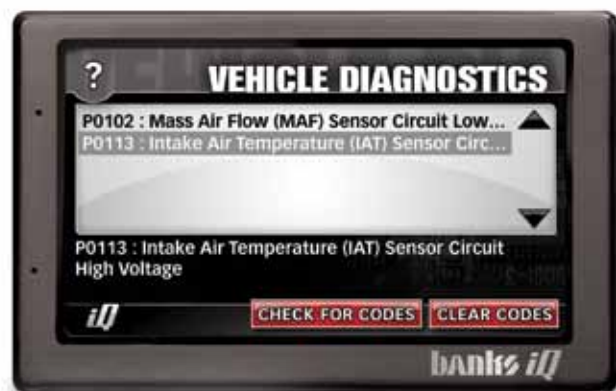 ?
VEHICLE DIAGNOSTICS
P0102 : Mass Air Flow (MAF) Sensor Circuit Low...
P0113 : Intake Air Temperature (IAT) Sensor Circ...
P0113 : Intake Air Temperature (IAT) Sensor Circuit
High Voltage
iQ
CHECK FOR CODES
CLEAR CODES
banks iQ